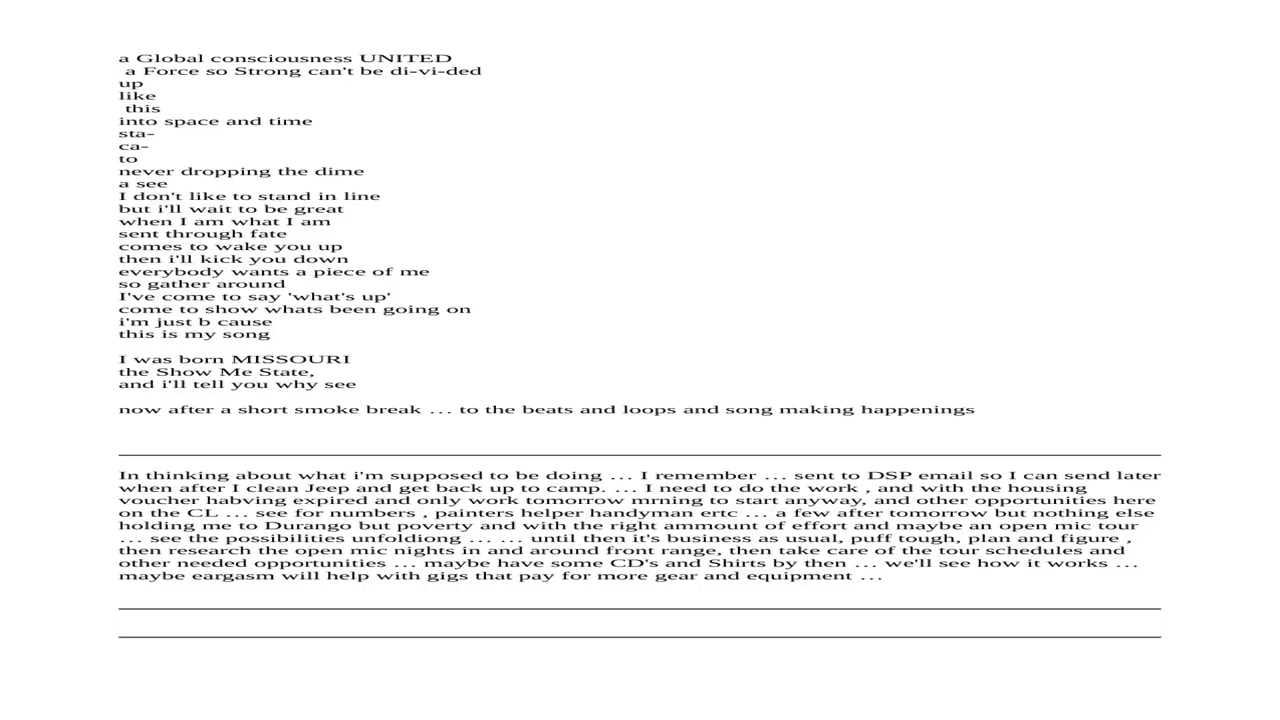 a Global consciousness UNITED
a Force so Strong can't be di-vi-ded
up
like
this
into space and time
sta-
ca-
to
never dropping the dime
a see
I don't like to stand in line
but i'll wait to be great
when I am what I am
sent through fate
comes to wake you up
then i'll kick you down
everybody wants a piece of me
so gather around
I've come to say 'what's up'
come to show whats been going on
i'm just b cause
this is my song
I was born MISSOURI
the Show Me State,
and i'll tell you why see
now after a short smoke break ... to the beats and loops and song making happenings
In thinking about what i'm supposed to be doing ... I remember ... sent to DSP email so I can send later
when after I clean Jeep and get back up to camp. ... I need to do the work , and with the housing
voucher habving expired and only work tomorrow mrning to start anyway, and other opportunities here
on the CL ... see for numbers , painters helper handyman ertc ... a few after tomorrow but nothing else
holding me to Durango but poverty and with the right ammount of effort and maybe an open mic tour
... see the possibilities unfoldiong ... ... until then it's business as usual, puff tough, plan and figure ,
then research the open mic nights in and around front range, then take care of the tour schedules and
other needed opportunities ... maybe have some CD's and Shirts by then ... we'll see how it works ...
maybe eargasm will help with gigs that pay for more gear and equipment ...